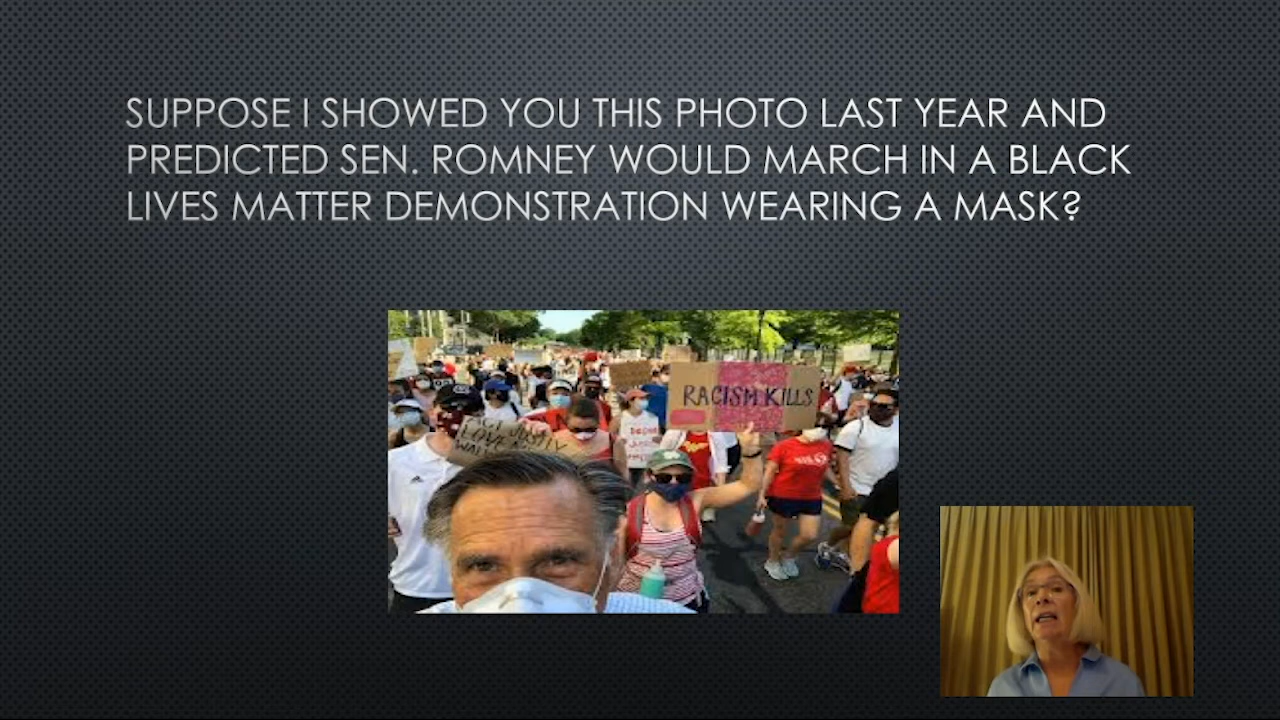 SUPPOSE I SHOWED YOU THIS PHOTO LAST YEAR AND
PREDICTED SEN. ROMNEY WOULD MARCH IN A BLACK
LIVES MATTER DEMONSTRATION WEARING A MASK?
RACISM KILLS
LOVE